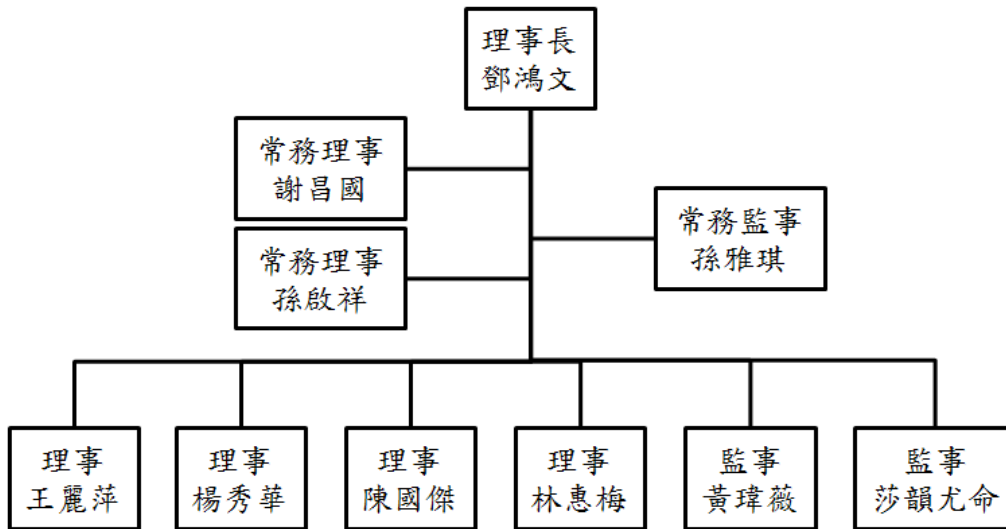 理事長
鄧鴻文
常務理事
謝昌國
常務監事
孫雅琪
常務理事
孫啟祥
理事
王麗萍
理事
楊秀華
理事
陳國傑
理事
林惠梅
監事
黃瑋薇
監事
莎韻尤命